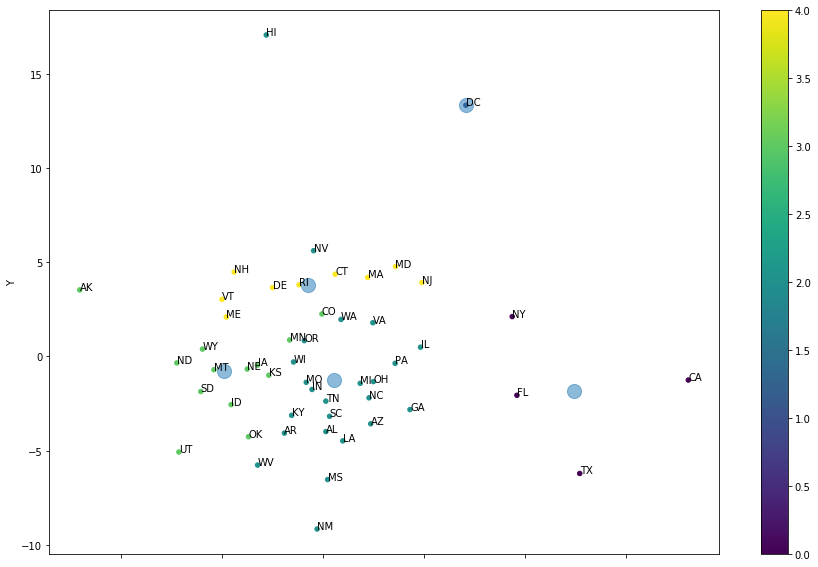 HI
4.0
15
DC
3.5
10
3.0
NV
5
NH
CT
MA
MD
AK
DE
RI
NJ
2.5
Y
VT
ME
CO
WA
VA
NY
2.0
MN
OR
IL
WY
0
ND
MT
NE
IA
KS
WI
PA
CA
1.5
SD
MO
IN
MI
OH
FL
ID
TN
NC
KY
SC
GA
AZ
1.0
OK
AR
AL
LA
−5
UT
WV
TX
MS
0.5
NM
−10
0.0